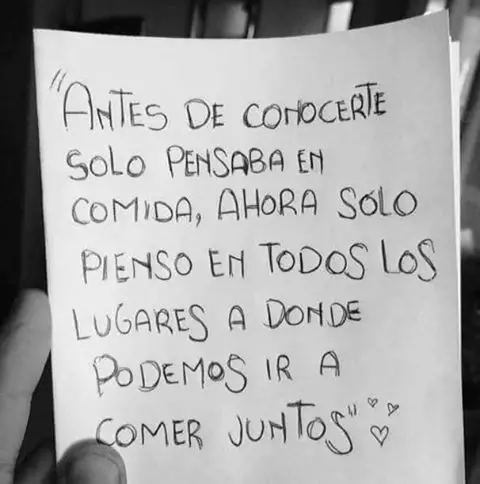 "ANTES DE CONOCERTE
SOLO PENSABA EN
COMIDA, AHORA SOLO
PIENSO EN TODOS LOS
LUGARES A DONDE
PODEMOS IR A
COMER JUNTOS"